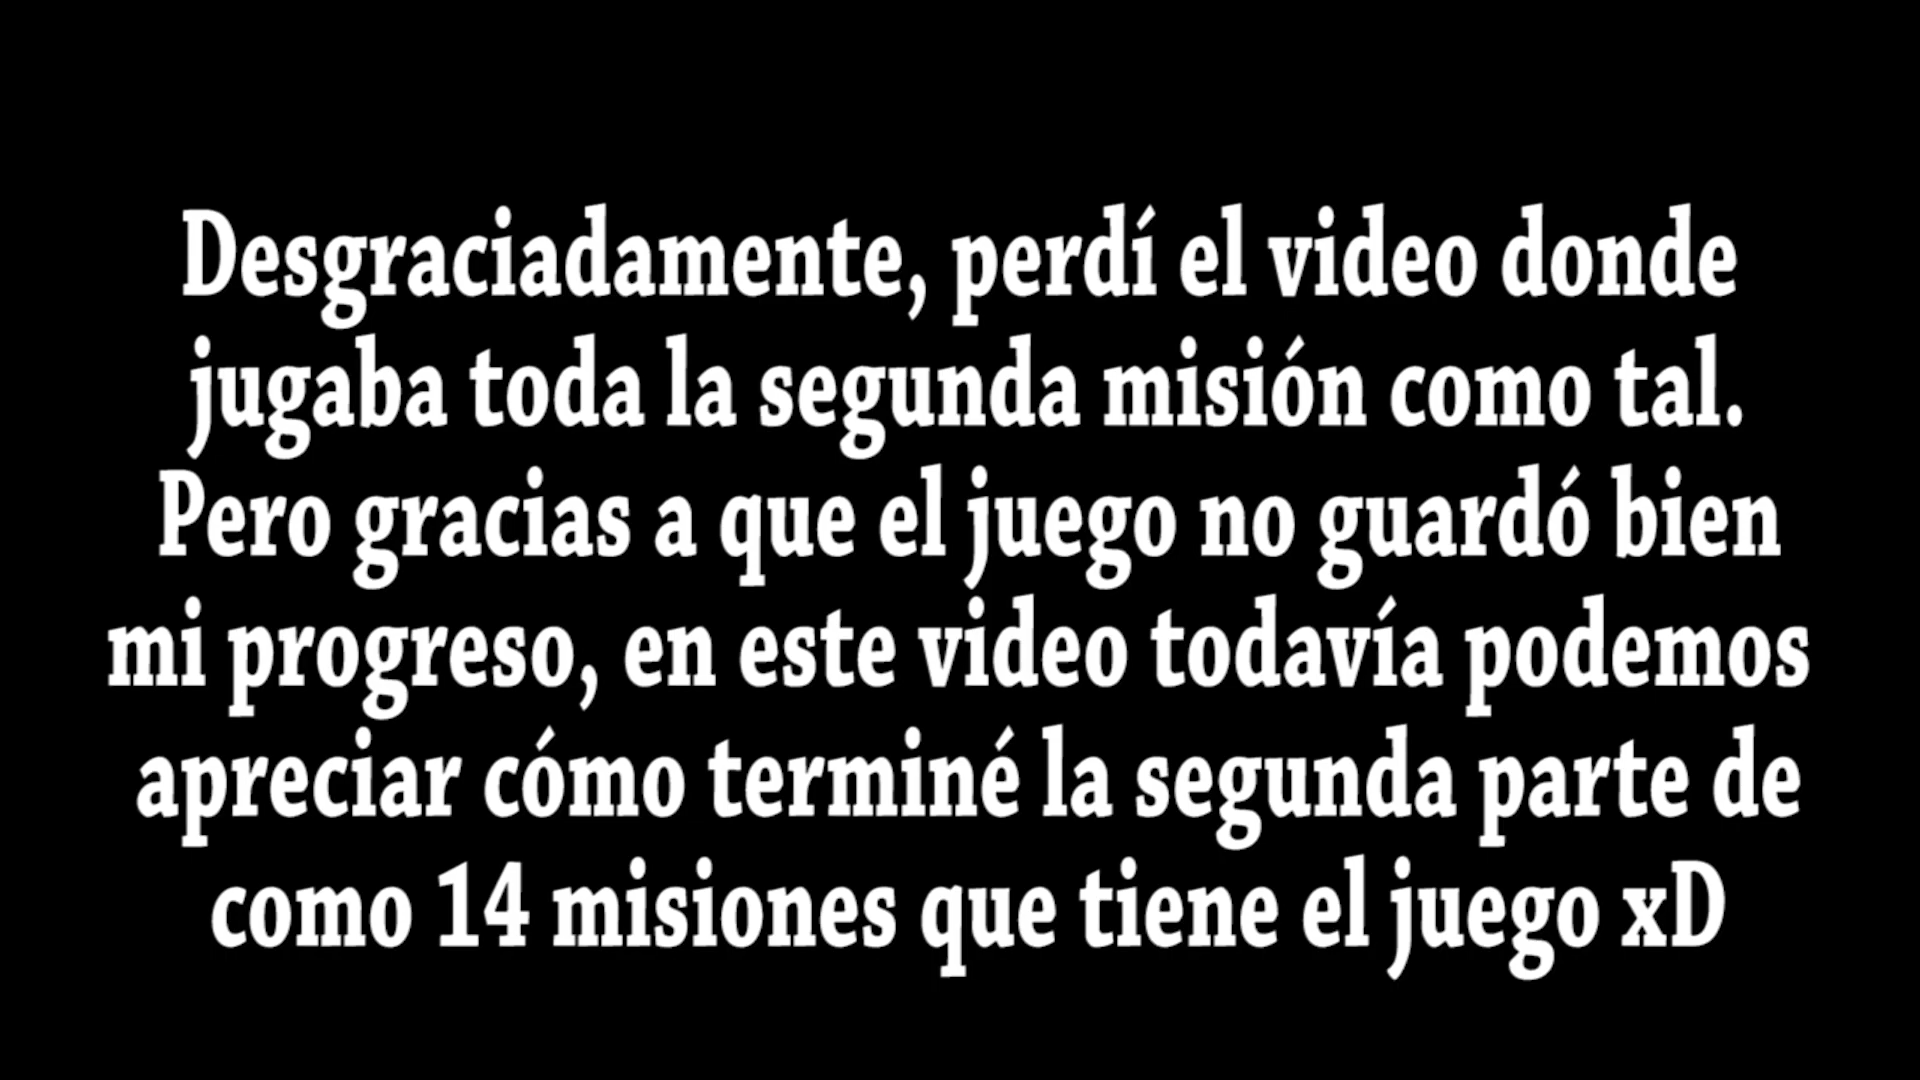 Desgraciadamente, perdí el video donde
jugaba toda la segunda misión como tal.
Pero gracias a que el juego no guardó bien
mi progreso, en este video todavía podemos
apreciar cómo terminé la segunda parte de
como 14 misiones que tiene el juego xD